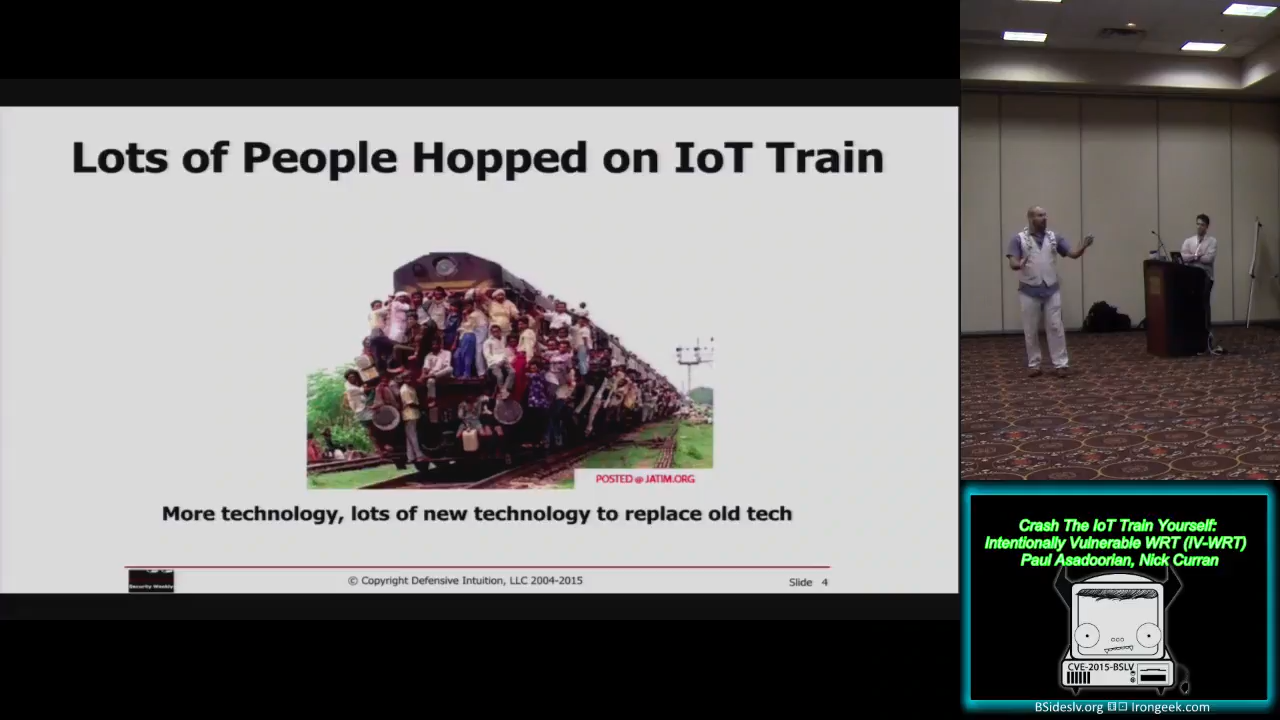 Lots of People Hopped on IoT Train
POSTED @ JATIM.ORG
More technology, lots of new technology to replace old tech
Security Weekly
© Copyright Defensive Intuition, LLC 2004-2015
Slide 4
Crash The IoT Train Yourself:
Intentionally Vulnerable WRT (IV-WRT)
Paul Asadoorian, Nick Curran
CVE-2015-BSLV
BSideslv.org ⚅⚀ Irongeek.com